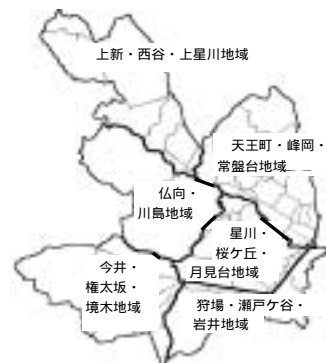 上新・西谷・上星川地域
天王町・峰岡・
常盤台地域
仏向・
川島地域
星川・
桜ケ丘・
月見台地域
今井・
権太坂・
境木地域
狩場・瀬戸ケ谷・
岩井地域